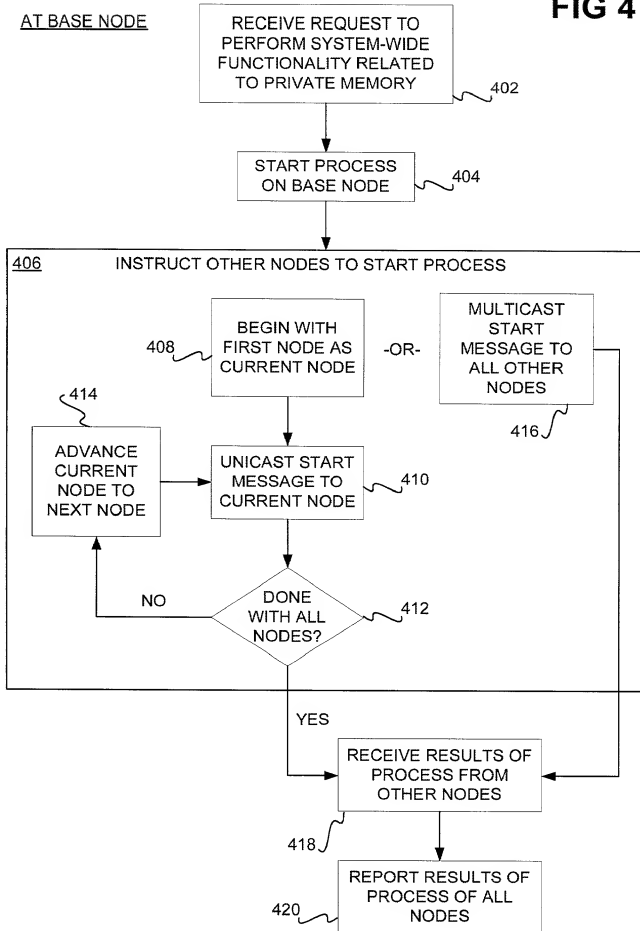 AT BASE NODE
FIG 4
RECEIVE REQUEST TO
PERFORM SYSTEM-WIDE
FUNCTIONALITY RELATED
TO PRIVATE MEMORY
402
START PROCESS
ON BASE NODE
404
406
INSTRUCT OTHER NODES TO START PROCESS
BEGIN WITH
FIRST NODE AS
CURRENT NODE
408
-OR-
MULTICAST
START
MESSAGE TO
ALL OTHER
NODES
416
414
ADVANCE
CURRENT
NODE TO
NEXT NODE
UNICAST START
MESSAGE TO
CURRENT NODE
410
DONE
WITH ALL
NODES?
412
NO
YES
RECEIVE RESULTS OF
PROCESS FROM
OTHER NODES
418
REPORT RESULTS OF
PROCESS OF ALL
NODES
420